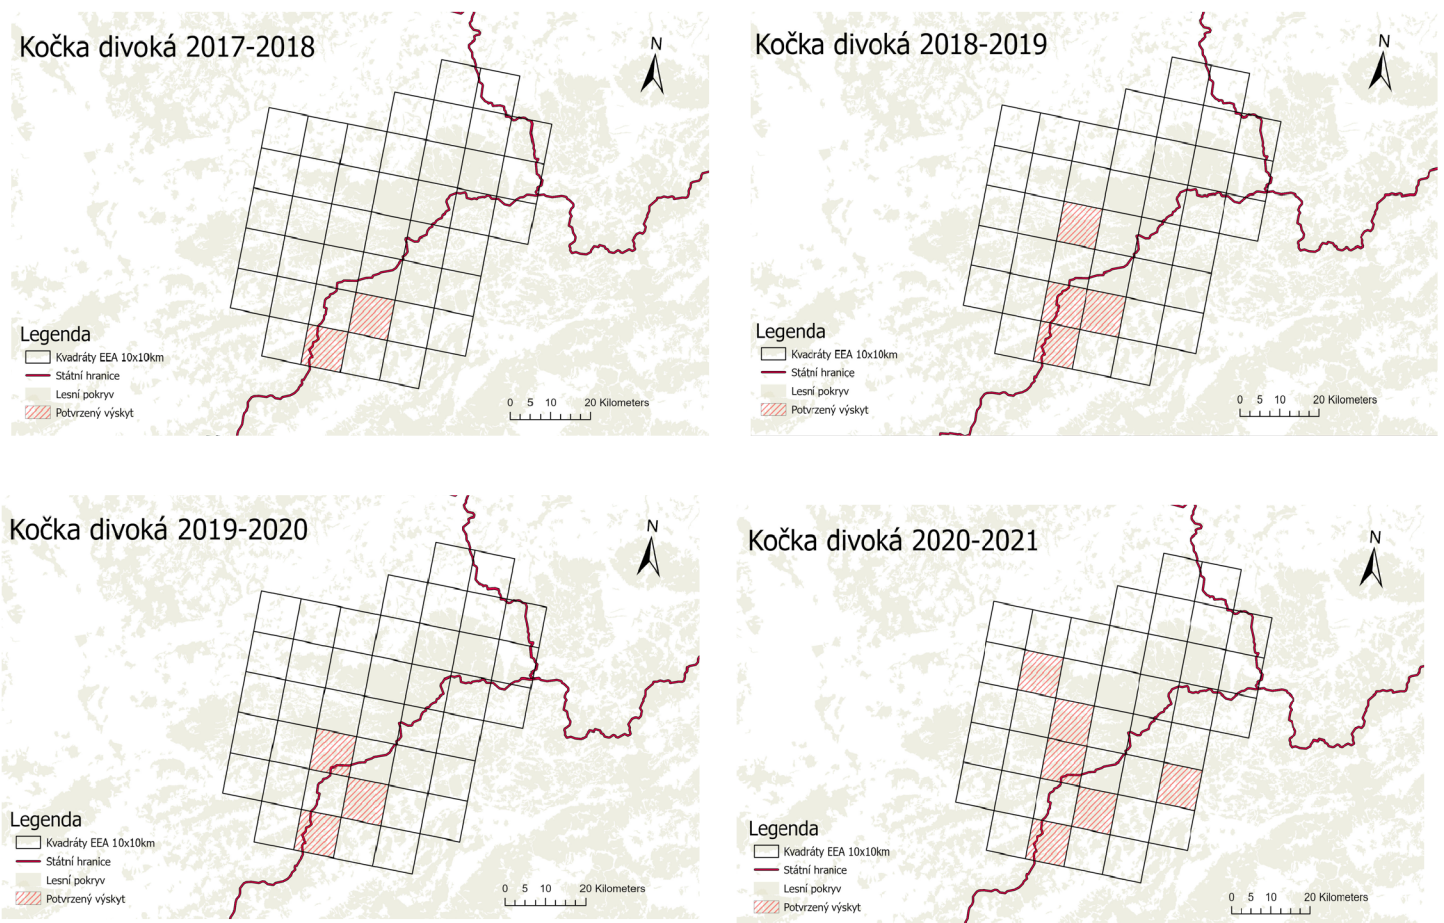 Kočka divoká 2017-2018
N
Legenda
Kvadráty EEA 10x10km
Státní hranice
Lesní pokryv
Potvrzený výskyt
0 5 10 20 Kilometers
Kočka divoká 2018-2019
N
Legenda
Kvadráty EEA 10x10km
Státní hranice
Lesní pokryv
Potvrzený výskyt
0 5 10 20 Kilometers
Kočka divoká 2019-2020
N
Legenda
Kvadráty EEA 10x10km
Státní hranice
Lesní pokryv
Potvrzený výskyt
0 5 10 20 Kilometers
Kočka divoká 2020-2021
N
Legenda
Kvadráty EEA 10x10km
Státní hranice
Lesní pokryv
Potvrzený výskyt
0 5 10 20 Kilometers